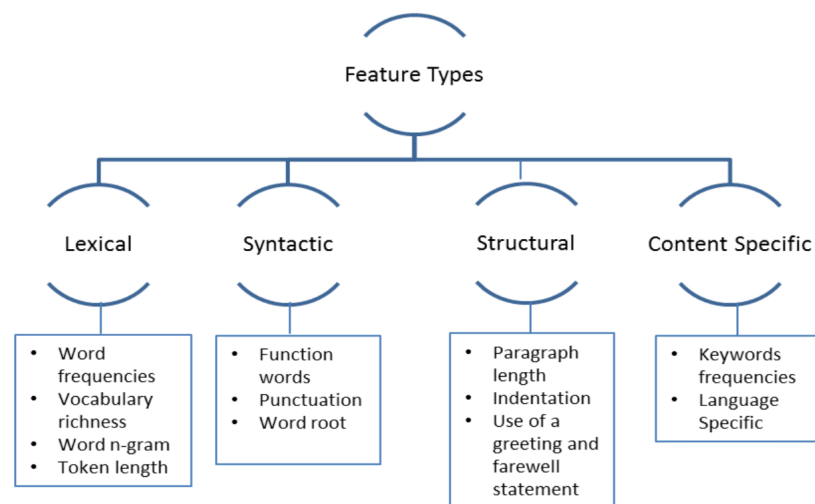 Feature Types
Lexical
Syntactic
Structural
Content Specific
• Word
frequencies
• Vocabulary
richness
• Word n-gram
• Token length
• Function
words
• Punctuation
• Word root
• Paragraph
length
• Indentation
• Use of a
greeting and
farewell
statement
• Keywords
frequencies
• Language
Specific